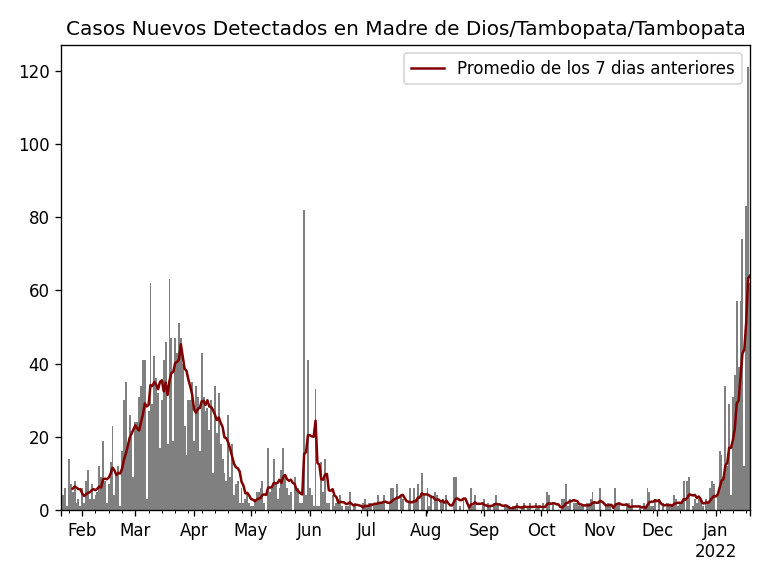 Casos Nuevos Detectados en Madre de Dios/Tambopata/Tambopata
Promedio de los 7 dias anteriores
120
100
80
60
40
20
0
Feb Mar Apr May Jun Jul Aug Sep Oct Nov Dec Jan
2022